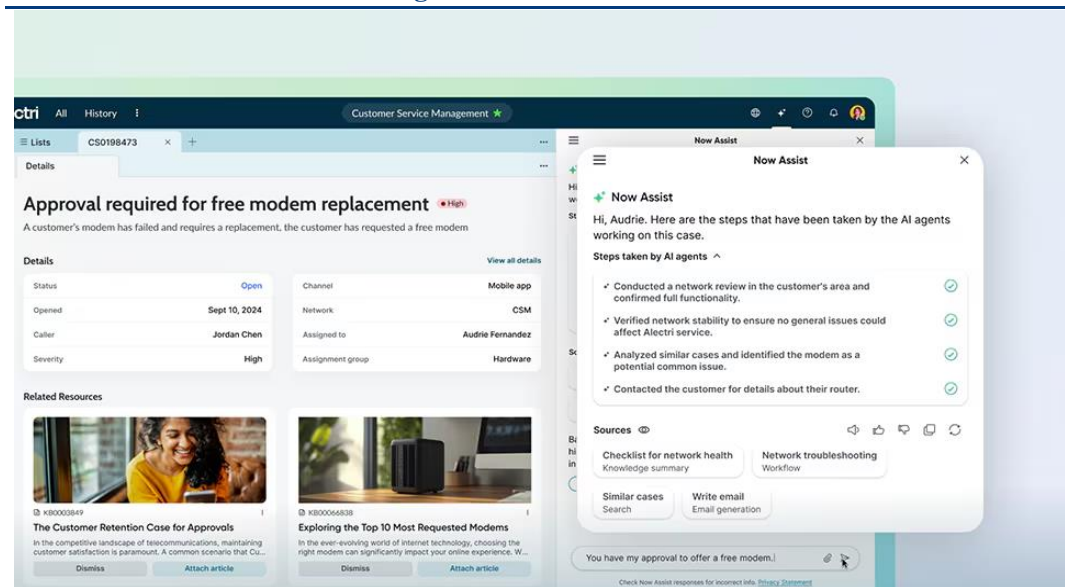 ctri All History
Customer Service Management
Lists CS0198473
Details
Approval required for free modem replacement High
A customer's modem has failed and requires a replacement, the customer has requested a free modem
Details View all details
Status Open
Opened Sept 10, 2024
Caller Jordan Chen
Severity High
Channel Mobile app
Network CSM
Assigned to Audrie Fernandez
Assignment group Hardware
Related Resources
KB0003849
The Customer Retention Case for Approvals
In the competitive landscape of telecommunications, maintaining
customer satisfaction is paramount. A common scenario that Cu...
Dismiss Attach article
KB00066838
Exploring the Top 10 Most Requested Modems
In the ever-evolving world of internet technology, choosing the
right modem can significantly impact your online experience. W...
Dismiss Attach article
Now Assist
Now Assist
Now Assist
Hi, Audrie. Here are the steps that have been taken by the AI agents
working on this case.
Steps taken by AI agents
Conducted a network review in the customer's area and
confirmed full functionality.
Verified network stability to ensure no general issues could
affect Alectri service.
Analyzed similar cases and identified the modem as a
potential common issue.
Contacted the customer for details about their router.
Sources
Checklist for network health
Knowledge summary
Network troubleshooting
Workflow
Similar cases
Search
Write email
Email generation
You have my approval to offer a free modem.
Check Now Assist responses for incorrect info. Privacy Statement